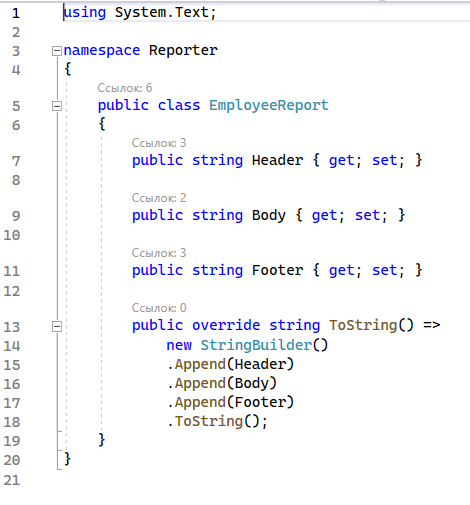 1 using System.Text;
2
3 namespace Reporter
4 {
Ссылок: 6
5 public class EmployeeReport
6 {
Ссылок: 3
7 public string Header { get; set; }
8
Ссылок: 2
9 public string Body { get; set; }
10
Ссылок: 3
11 public string Footer { get; set; }
12
Ссылок: 0
13 public override string ToString() =>
14 new StringBuilder()
15 .Append(Header)
16 .Append(Body)
17 .Append(Footer)
18 .ToString();
19 }
20 }
21